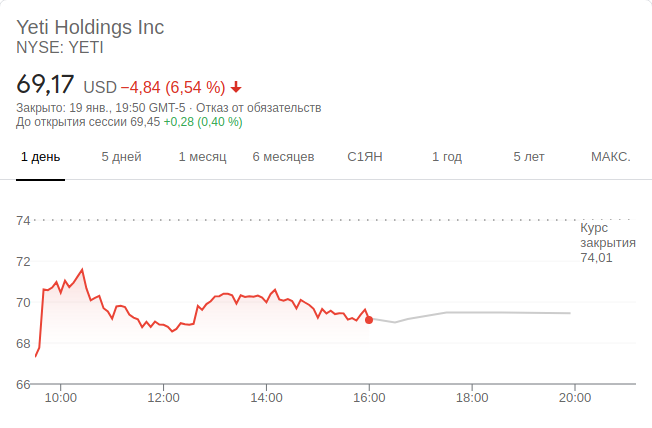 Yeti Holdings Inc
NYSE: YETI
69,17 USD −4,84 (6,54 %)
Закрыто: 19 янв., 19:50 GMT-5 · Отказ от обязательств
До открытия сессии 69,45 +0,28 (0,40 %)
1 день 5 дней 1 месяц 6 месяцев С1ЯН 1 год 5 лет МАКС.
74
Курс
закрытия
74,01
72
70
68
66
10:00 12:00 14:00 16:00 18:00 20:00